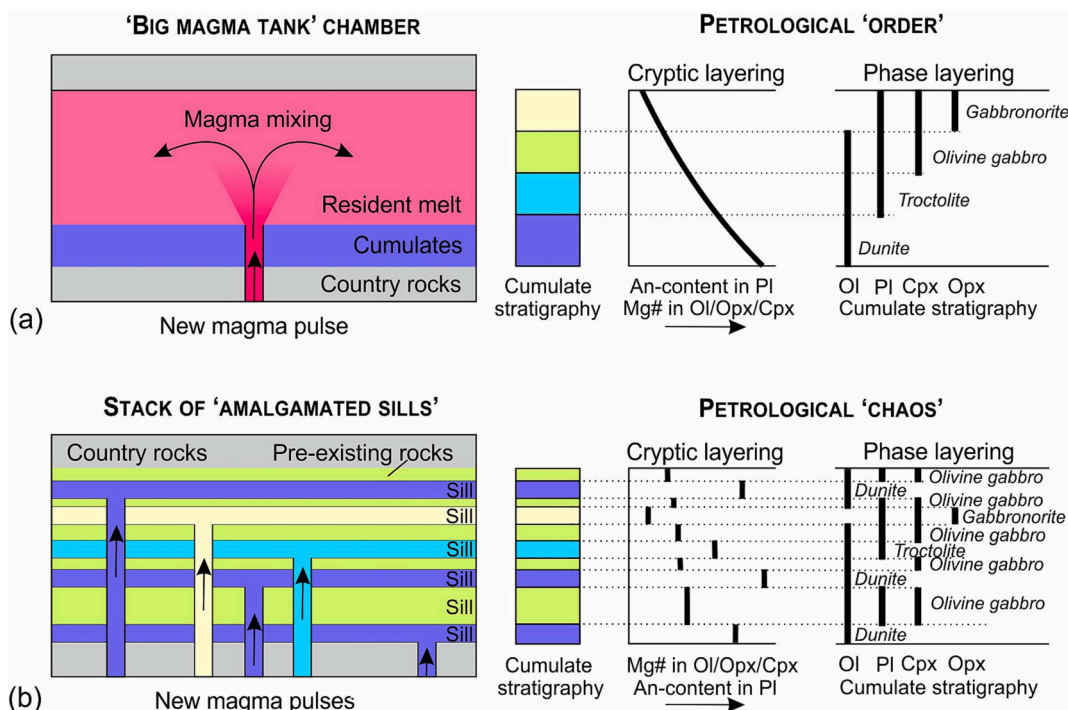 ‘BIG MAGMA TANK’ CHAMBER
Magma mixing
Resident melt
Cumulates
Country rocks
(a)
New magma pulse
PETROLOGICAL ‘ORDER’
Cryptic layering
Phase layering
Gabbronorite
Olivine gabbro
Troctolite
Dunite
Cumulate
stratigraphy
An-content in Pl
Mg# in Ol/Opx/Cpx
Ol Pl Cpx Opx
Cumulate stratigraphy
STACK OF ‘AMALGAMATED SILLS’
Country rocks
Pre-existing rocks
Sill
Sill
Sill
Sill
Sill
(b)
New magma pulses
PETROLOGICAL ‘CHAOS’
Cryptic layering
Phase layering
Olivine gabbro
Dunite
Olivine gabbro
Gabbronorite
Olivine gabbro
Troctolite
Olivine gabbro
Dunite
Olivine gabbro
Dunite
Cumulate
stratigraphy
Mg# in Ol/Opx/Cpx
An-content in Pl
Ol Pl Cpx Opx
Cumulate stratigraphy